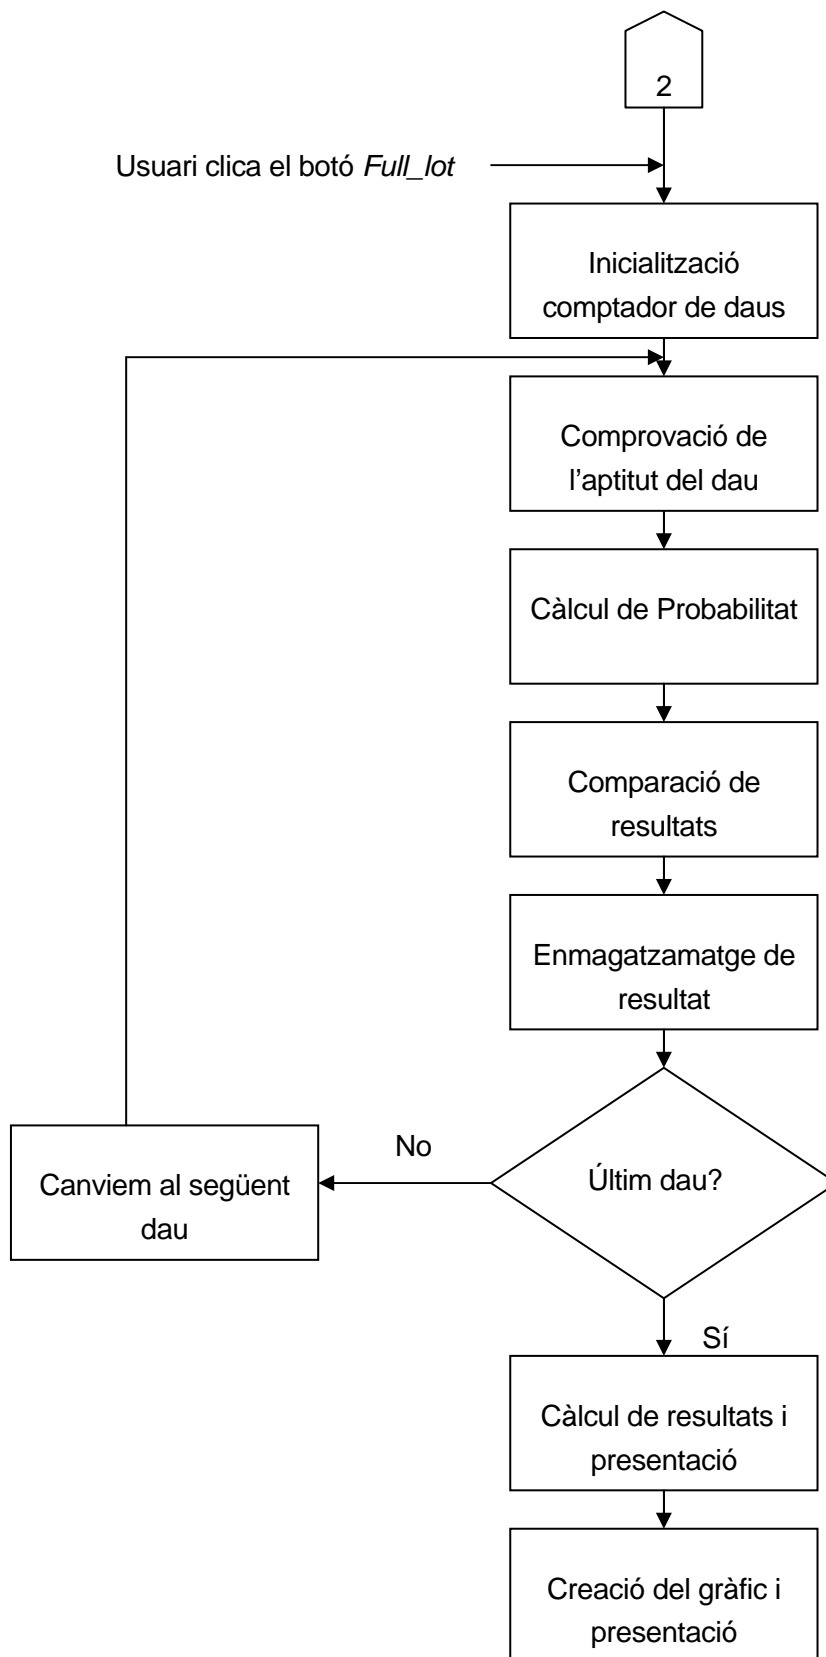 2
Usuari clica el botó Full_lot
Inicialització
comptador de daus
Comprovació de
l’aptitut del dau
Càlcul de Probabilitat
Comparació de
resultats
Enmagatzamatge de
resultat
No
Últim dau?
Canviem al següent
dau
Sí
Càlcul de resultats i
presentació
Creació del gràfic i
presentació